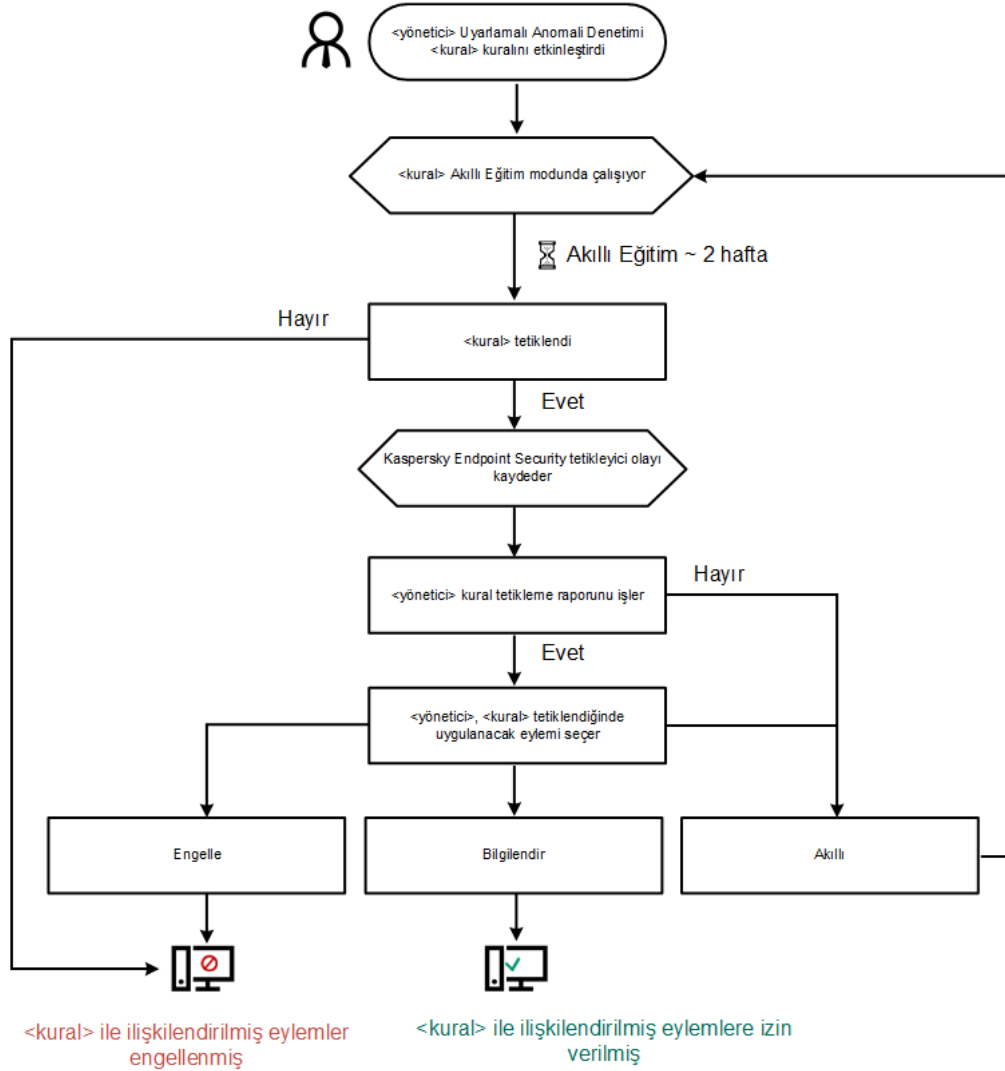 <yönetici> Uyarlamalı Anomali Denetimi
<kural> kuralını etkinleştirdi
<kural> Akıllı Eğitim modunda çalışıyor
Akıllı Eğitim ~ 2 hafta
Hayır
<kural> tetiklendi
Evet
Kaspersky Endpoint Security tetikleyici olayı
kaydeder
Hayır
<yönetici> kural tetikleme raporunu işler
Evet
<yönetici>, <kural> tetiklendiğinde
uygulanacak eylemi seçer
Engelle
Bilgilendir
Akıllı
<kural> ile ilişkilendirilmiş eylemler
engellenmiş
<kural> ile ilişkilendirilmiş eylemlere izin
verilmiş